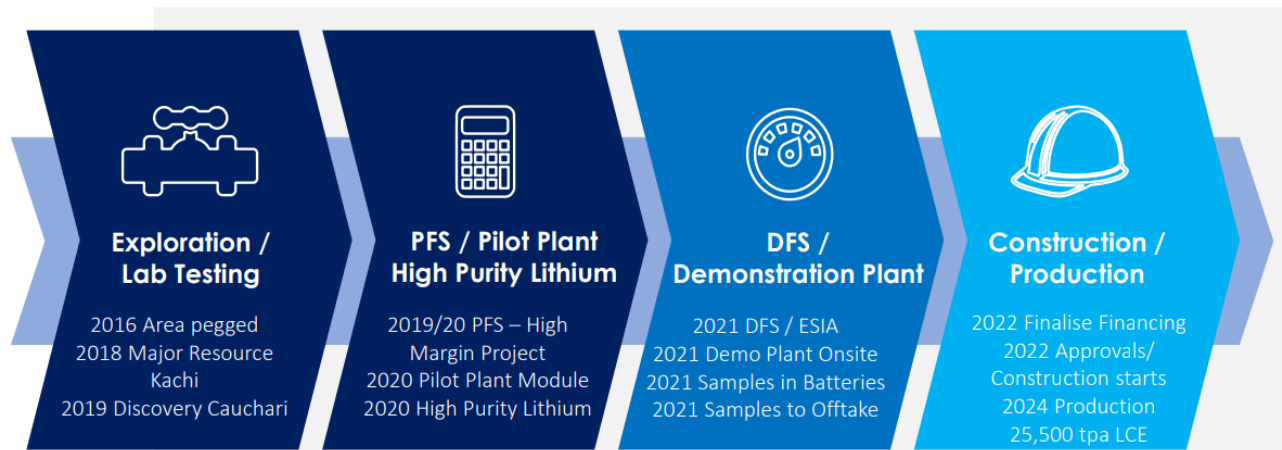 Exploration /
Lab Testing
2016 Area pegged
2018 Major Resource
Kachi
2019 Discovery Cauchari
PFS / Pilot Plant
High Purity Lithium
2019/20 PFS – High
Margin Project
2020 Pilot Plant Module
2020 High Purity Lithium
DFS /
Demonstration Plant
2021 DFS / ESIA
2021 Demo Plant Onsite
2021 Samples in Batteries
2021 Samples to Offtake
Construction /
Production
2022 Finalise Financing
2022 Approvals/
Construction starts
2024 Production
25,500 tpa LCE